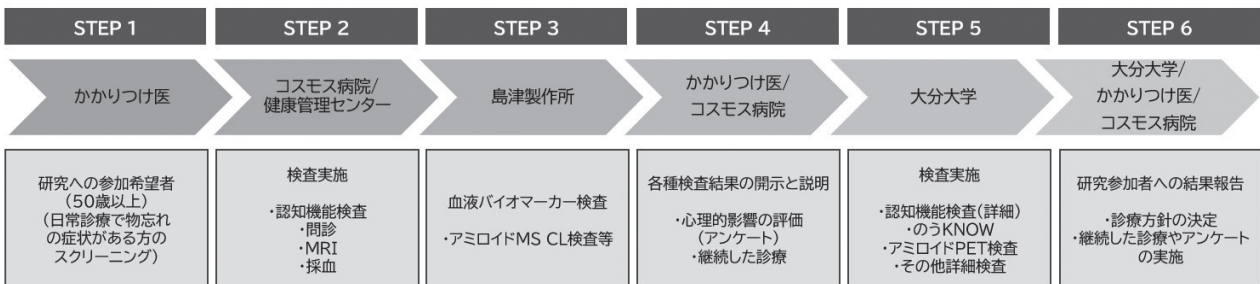 STEP 1
かかりつけ医
研究への参加希望者
(50歳以上)
(日常診療で物忘れ
の症状がある方の
スクリーニング)
STEP 2
コスモス病院/
健康管理センター
検査実施
・認知機能検査
・問診
・MRI
・採血
STEP 3
島津製作所
血液バイオマーカー検査
・アミロイドMS CL検査等
STEP 4
かかりつけ医/
コスモス病院
各種検査結果の開示と説明
・心理的影響の評価
(アンケート)
・継続した診療
STEP 5
大分大学
検査実施
・認知機能検査(詳細)
・のうKNOW
・アミロイドPET検査
・その他詳細検査
STEP 6
大分大学/
かかりつけ医/
コスモス病院
研究参加者への結果報告
・診療方針の決定
・継続した診療やアンケート
の実施